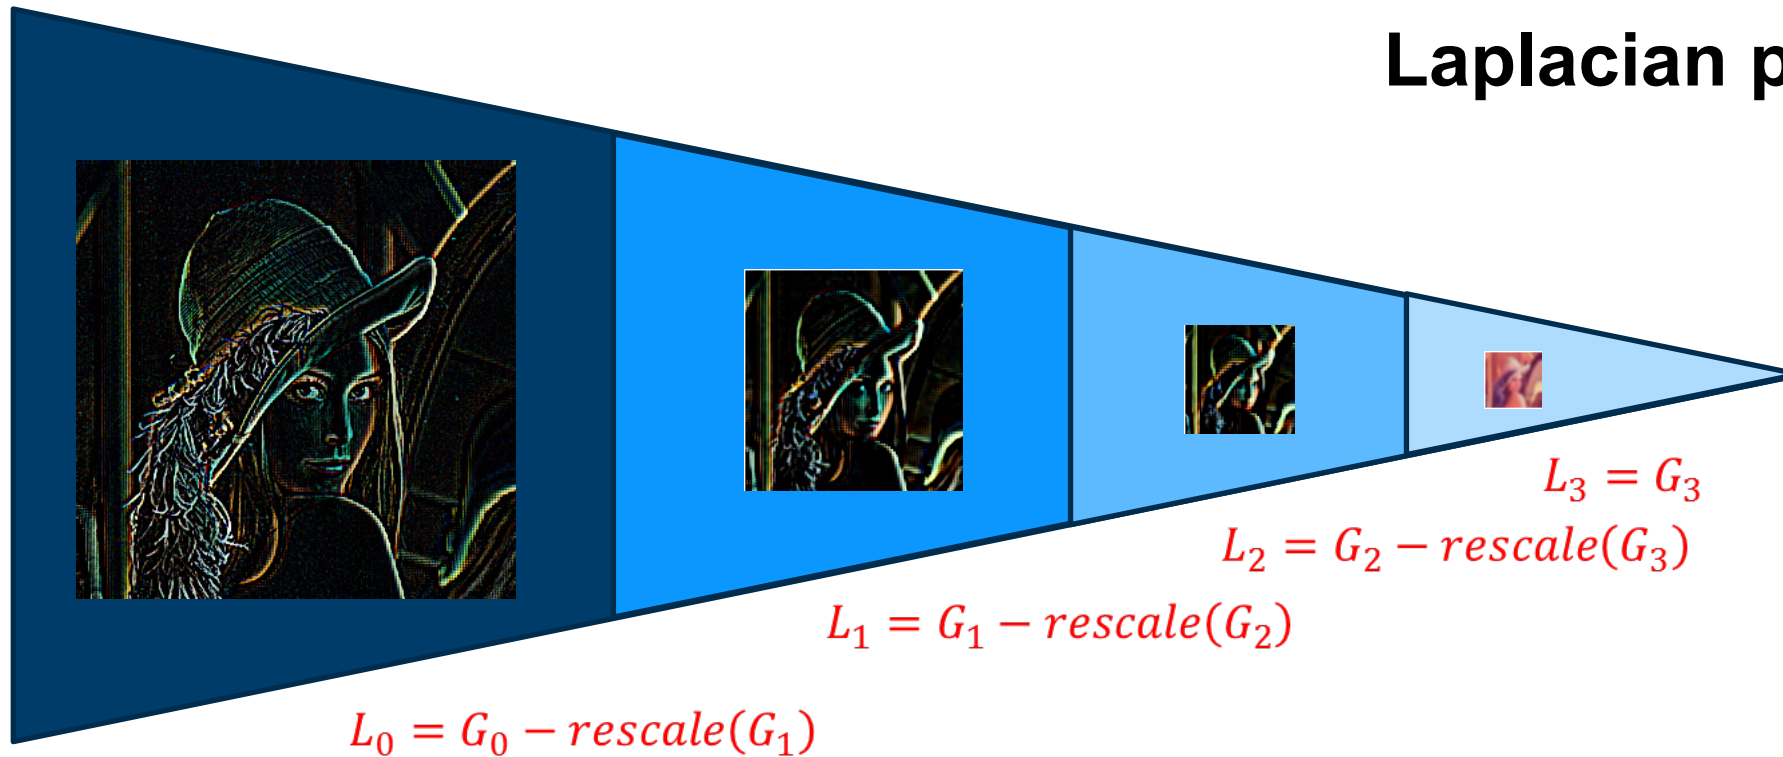 Laplacian p
L₃ = G₃
L₂ = G₂ − rescale(G₃)
L₁ = G₁ − rescale(G₂)
L₀ = G₀ − rescale(G₁)